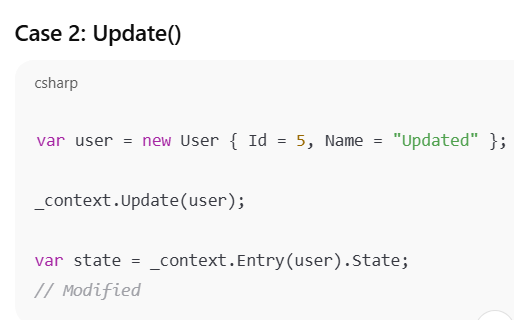 Case 2: Update()
csharp
var user = new User { Id = 5, Name = "Updated" };
_context.Update(user);
var state = _context.Entry(user).State;
// Modified